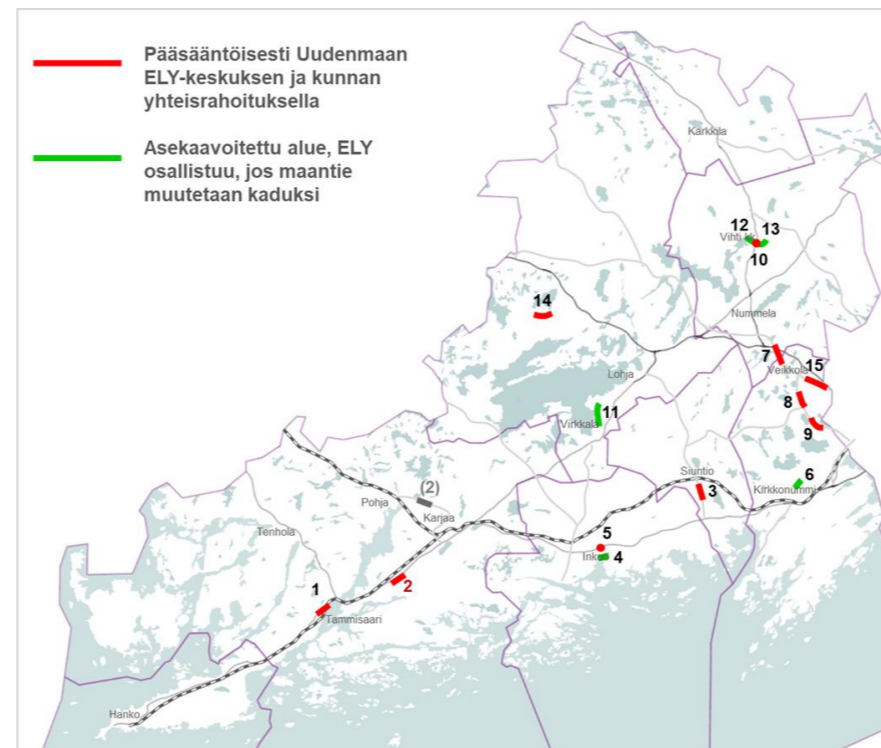 Pääsääntöisesti Uudenmaan
ELY-keskuksen ja kunnan
yhteisrahoituksella
Asekaavoitettu alue, ELY
osallistuu, jos maantie
muutetaan kaduksi
Karkkila
12
13
Vihti kk
10
14
Nummela
7
15
Veikkola
Lohja
8
11
Virkkala
9
Siuntio
6
(2)
3
Kirkkonummi
Pohja
Karjaa
5
Tenhola
Inkoo
4
2
1
Tammisaari
Hanko